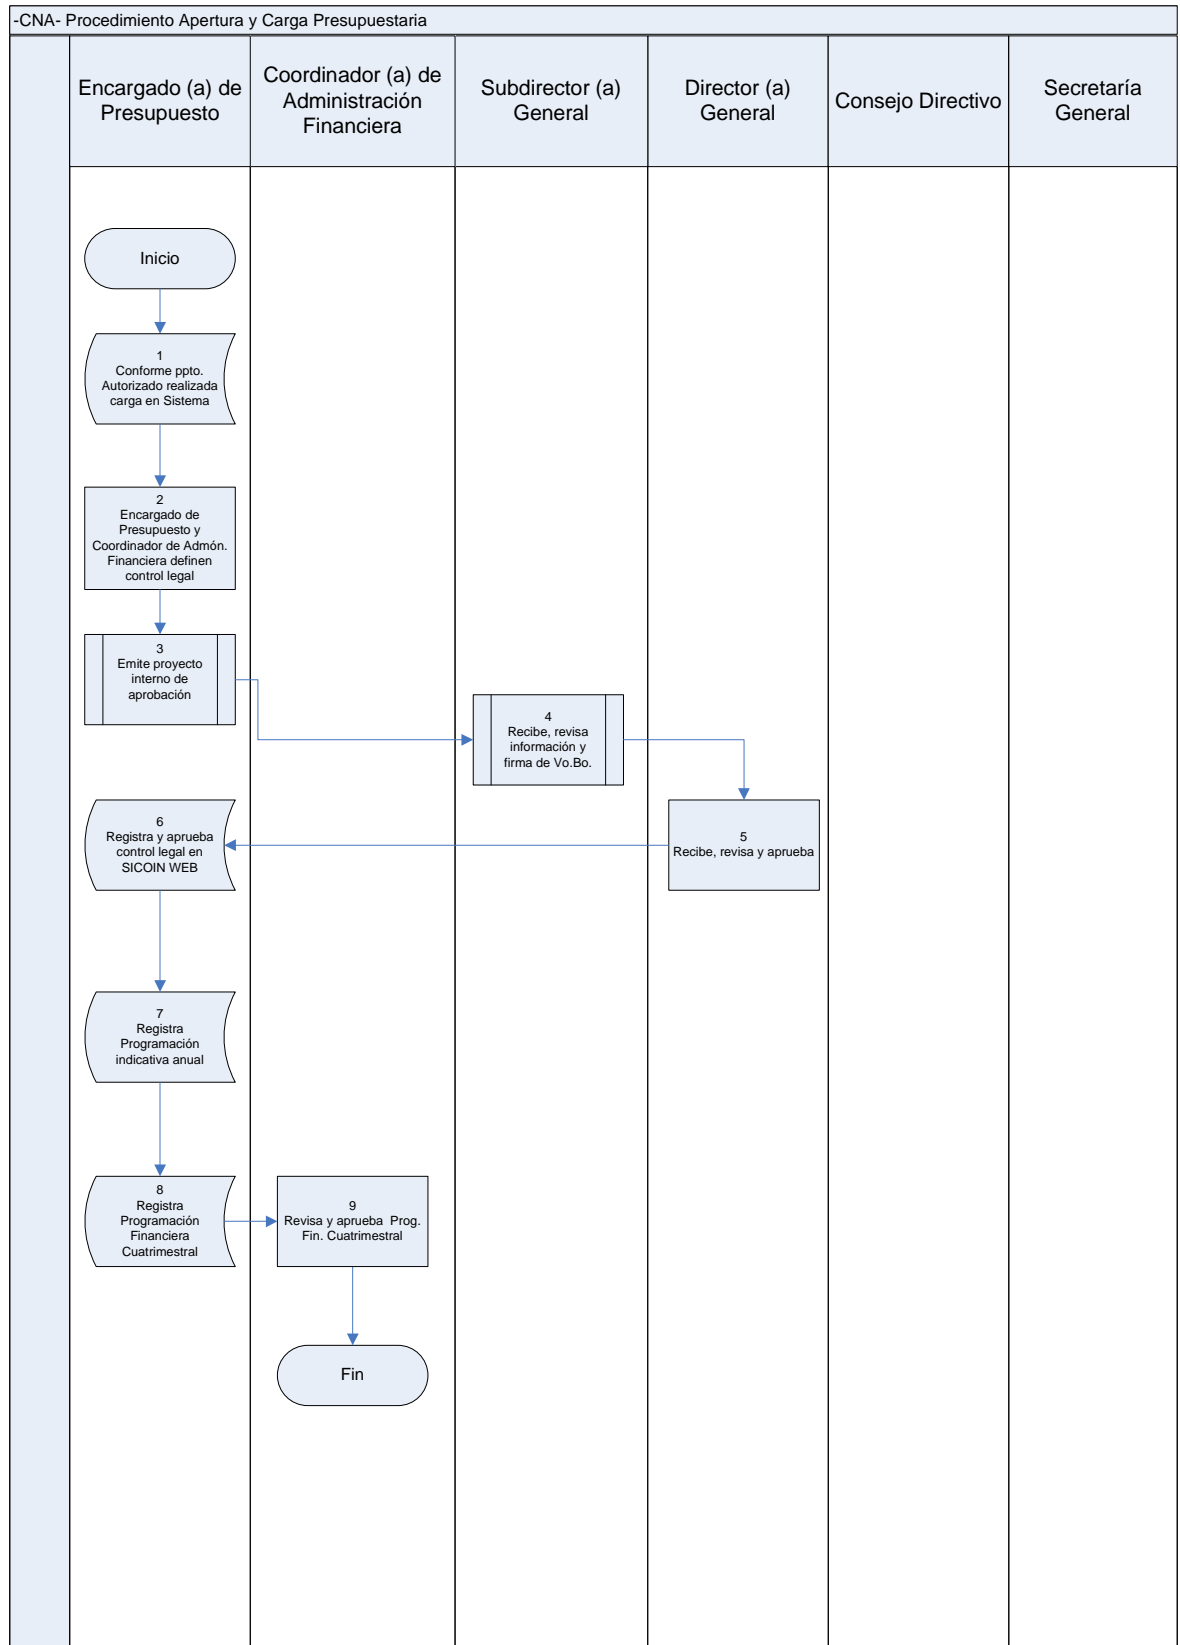 -CNA- Procedimiento Apertura y Carga Presupuestaria
Encargado (a) de
Presupuesto
Coordinador (a) de
Administración
Financiera
Subdirector (a)
General
Director (a)
General
Consejo Directivo
Secretaría
General
Inicio
1
Conforme ppto.
Autorizado realizada
carga en Sistema
2
Encargado de
Presupuesto y
Coordinador de Admón.
Financiera definen
control legal
3
Emite proyecto
interno de
aprobación
4
Recibe, revisa
información y
firma de Vo.Bo.
5
Recibe, revisa y aprueba
6
Registra y aprueba
control legal en
SICOIN WEB
7
Registra
Programación
indicativa anual
8
Registra
Programación
Financiera
Cuatrimestral
9
Revisa y aprueba  Prog.
Fin. Cuatrimestral
Fin